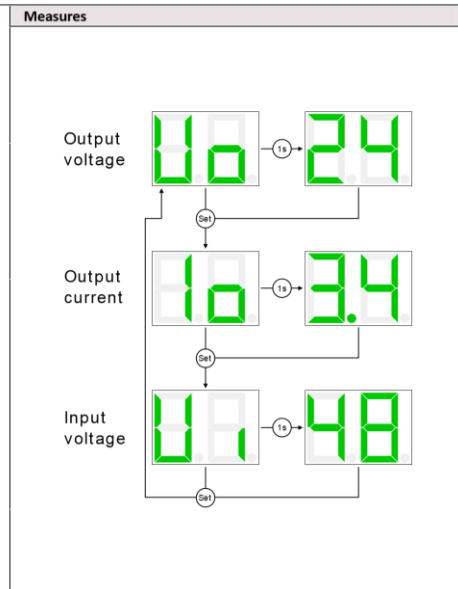 Measures
Output
voltage
Uo
1s
24
Set
Output
current
Io
1s
3.4
Set
Input
voltage
Ui
1s
48
Set